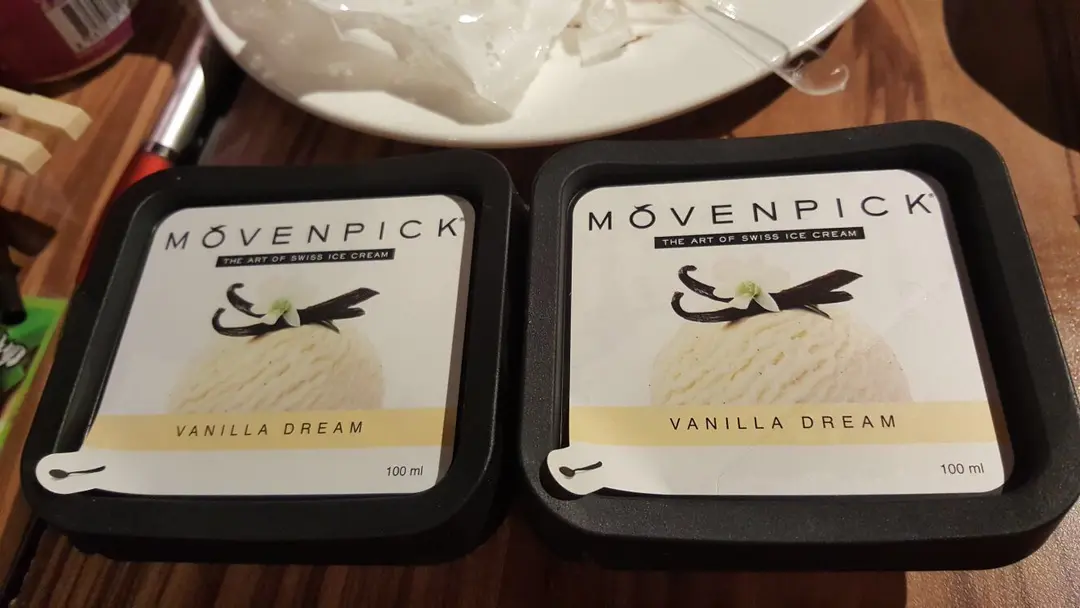 MÖVENPICK®
THE ART OF SWISS ICE CREAM
VANILLA DREAM
100 ml
MÖVENPICK®
THE ART OF SWISS ICE CREAM
VANILLA DREAM
100 ml